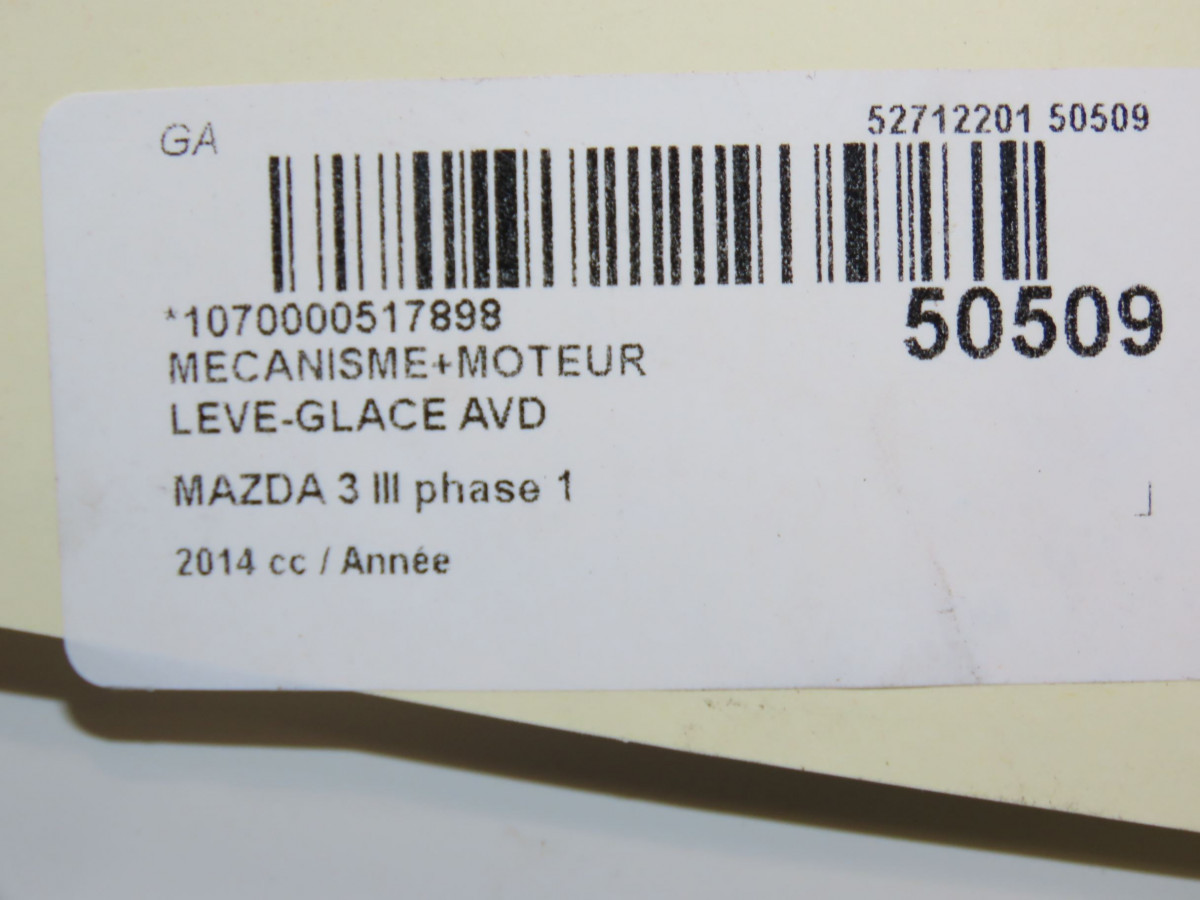 GA
52712201 50509
*1070000517898
50509
MECANISME+MOTEUR
LEVE-GLACE AVD
MAZDA 3 III phase 1
2014 cc / Année